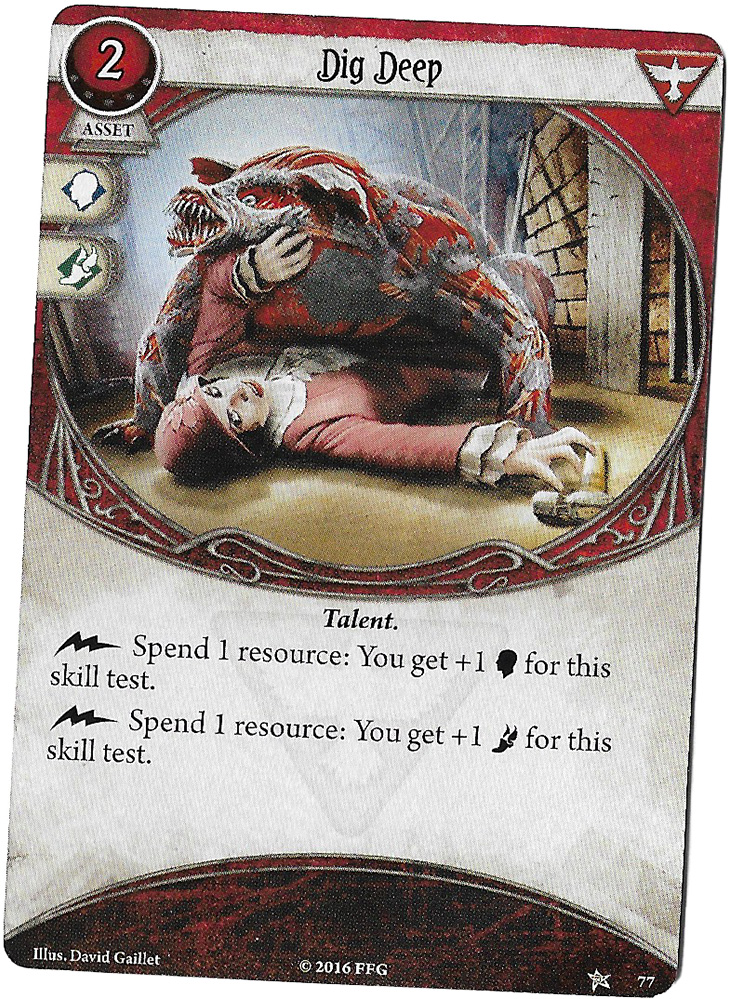 2
Dig Deep
ASSET
Talent.
Spend 1 resource: You get +1 for this
skill test.
Spend 1 resource: You get +1 for this
skill test.
Illus. David Gaillet
© 2016 FFG
77